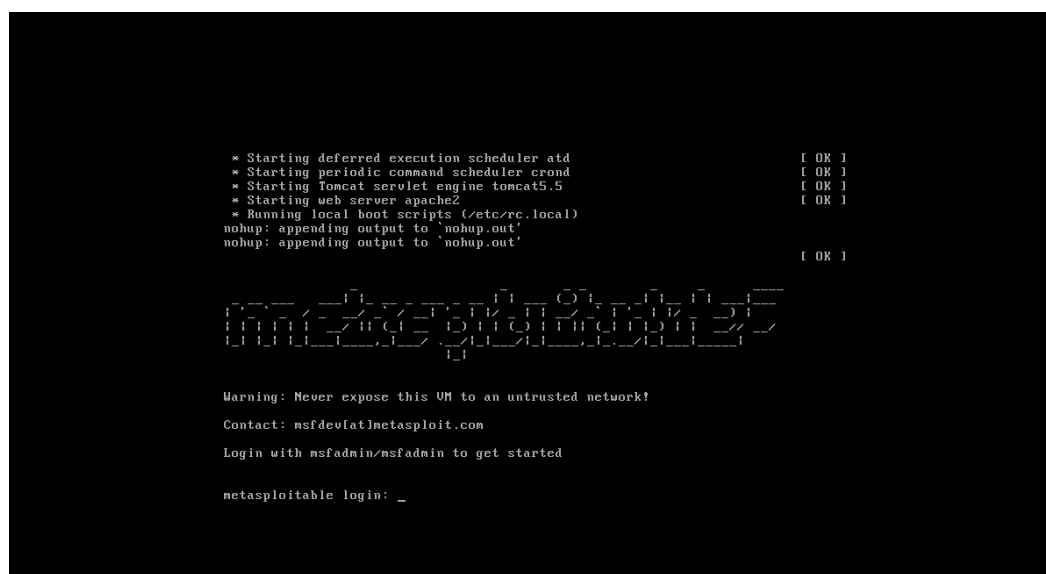 * Starting deferred execution scheduler atd [ OK ]
* Starting periodic command scheduler crond [ OK ]
* Starting Tomcat servlet engine tomcat5.5 [ OK ]
* Starting web server apache2 [ OK ]
* Running local boot scripts (/etc/rc.local)
nohup: appending output to `nohup.out'
nohup: appending output to `nohup.out'
[ OK ]
metasploitable2
Warning: Never expose this VM to an untrusted network!
Contact: msfdev[at]metasploit.com
Login with msfadmin/msfadmin to get started
metasploitable login: _